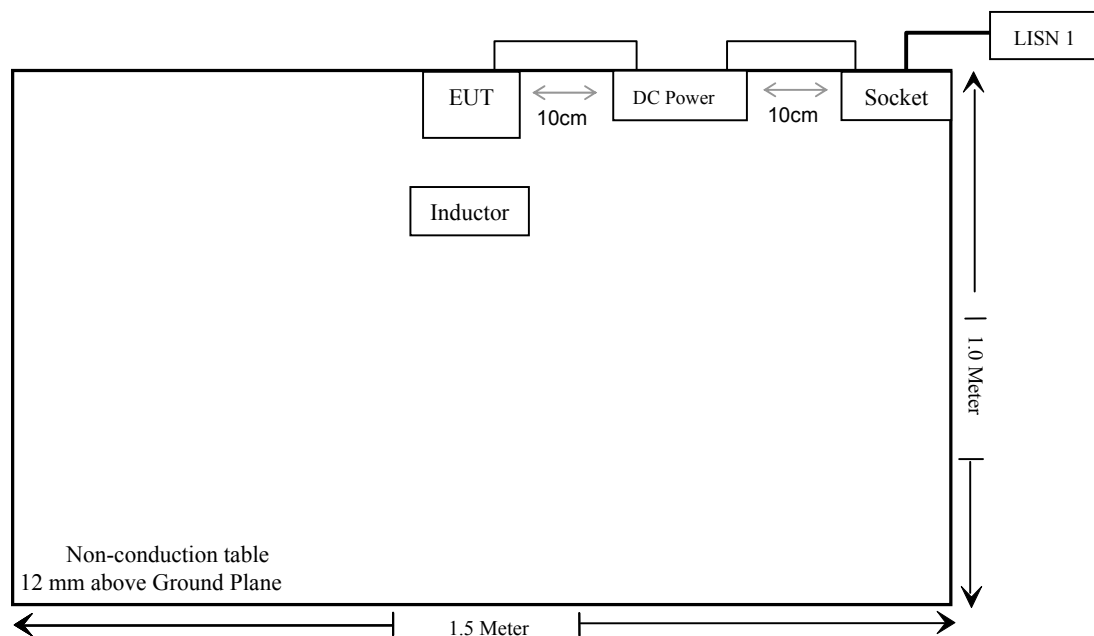 LISN 1
EUT
DC Power
Socket
10cm
10cm
Inductor
1.0 Meter
Non-conduction table
12 mm above Ground Plane
1.5 Meter